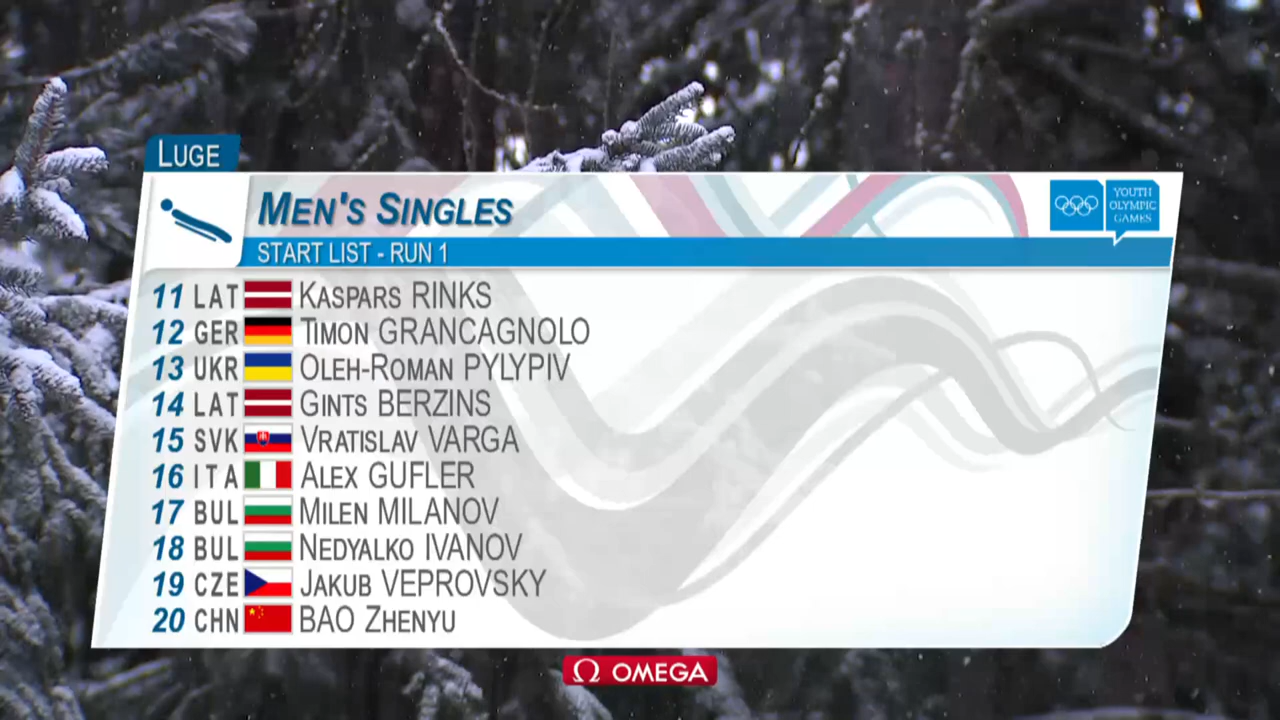 LUGE
MEN'S SINGLES
YOUTH
OLYMPIC
GAMES
START LIST - RUN 1
11 LAT KASPARS RINKS
12 GER TIMON GRANCAGNOLO
13 UKR OLEH-ROMAN PYLYPIV
14 LAT GINTS BERZINS
15 SVK VRATISLAV VARGA
16 ITA ALEX GUFLER
17 BUL MILEN MILANOV
18 BUL NEDYALKO IVANOV
19 CZE JAKUB VEPROVSKY
20 CHN BAO ZHENYU
Ω OMEGA